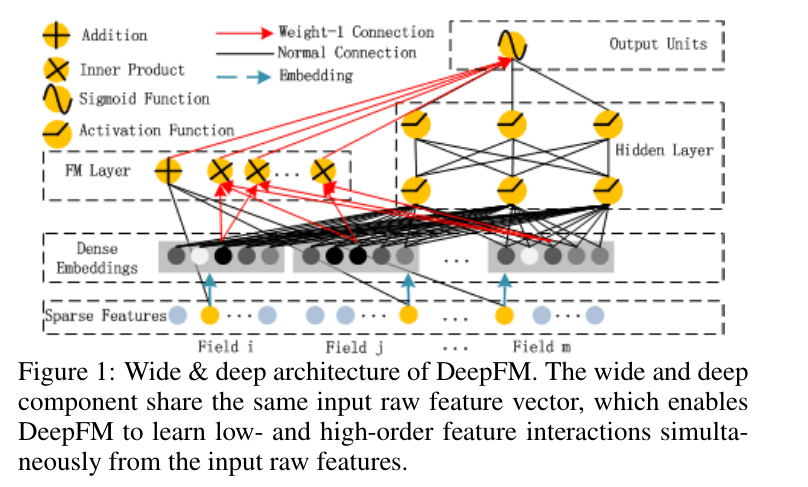 Addition
Inner Product
Sigmoid Function
Activation Function
Weight-1 Connection
Normal Connection
Embedding
Output Units
Hidden Layer
FM Layer
...
Dense
Embeddings
...
Sparse Features
... ... ... ...
Field i Field j ... Field m
Figure 1: Wide & deep architecture of DeepFM. The wide and deep
component share the same input raw feature vector, which enables
DeepFM to learn low- and high-order feature interactions simulta-
neously from the input raw features.